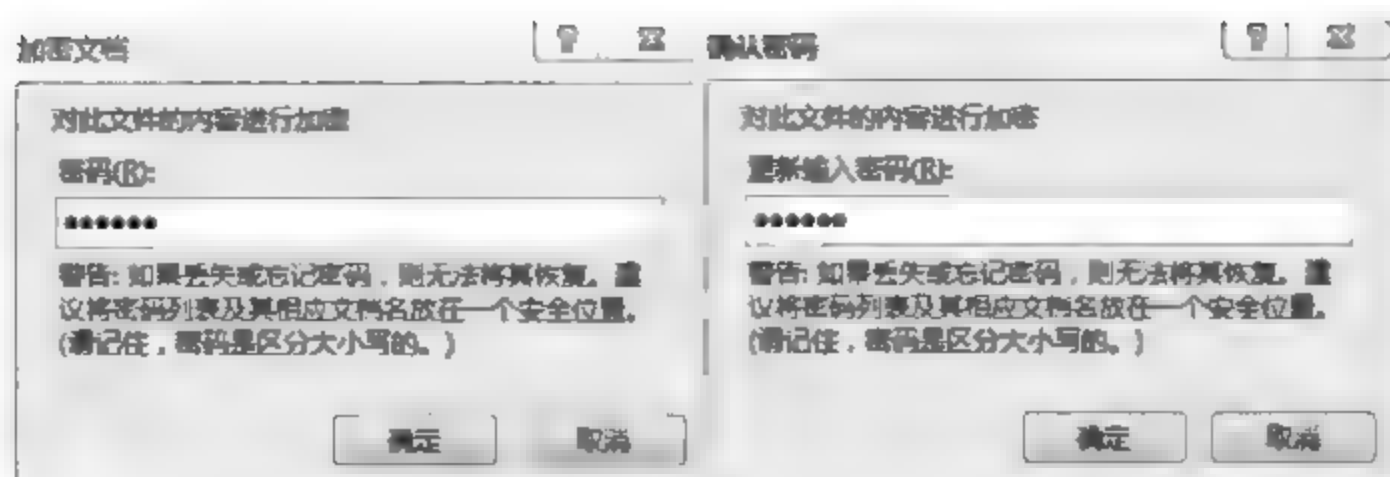 加密文档
对此文件的内容进行加密
密码(R):
●●●●●●
警告: 如果丢失或忘记密码，则无法将其恢复。建
议将密码列表及其相应文档名放在一个安全位置。
(请记住，密码是区分大小写的。)
确定 取消
确认密码
对此文件的内容进行加密
重新输入密码(R):
●●●●●●
警告: 如果丢失或忘记密码，则无法将其恢复。建
议将密码列表及其相应文档名放在一个安全位置。
(请记住，密码是区分大小写的。)
确定 取消